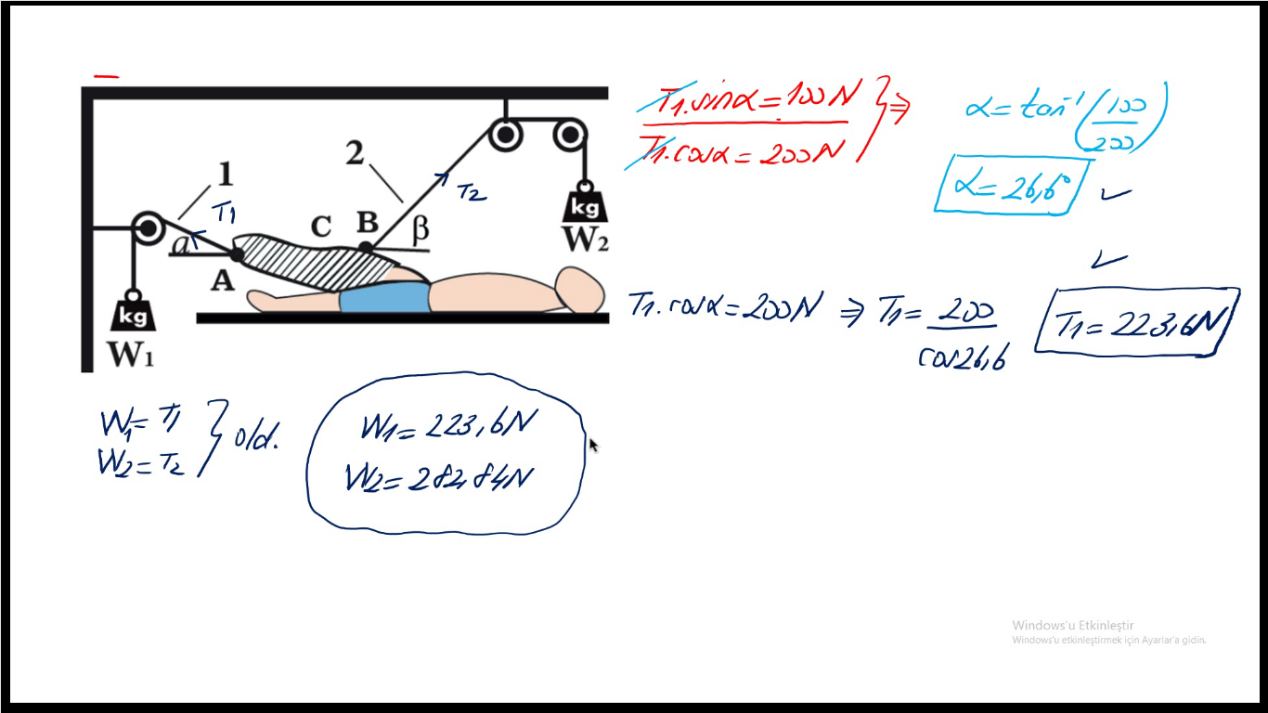 1
T1
α
A
C
B
2
T2
β
kg
W1
kg
W2
T1.sinα=100N
T1.cosα=200N
} ⇒
α=tan⁻¹(100/200)
α=26,6°
T1.cosα=200N ⇒ T1= 200/cos26,6
T1=223,6N
W1=T1
W2=T2
} old.
W1=223,6N
W2=282,84N
Windows'u Etkinleştir
Windows'u etkinleştirmek için Ayarlar'a gidin.